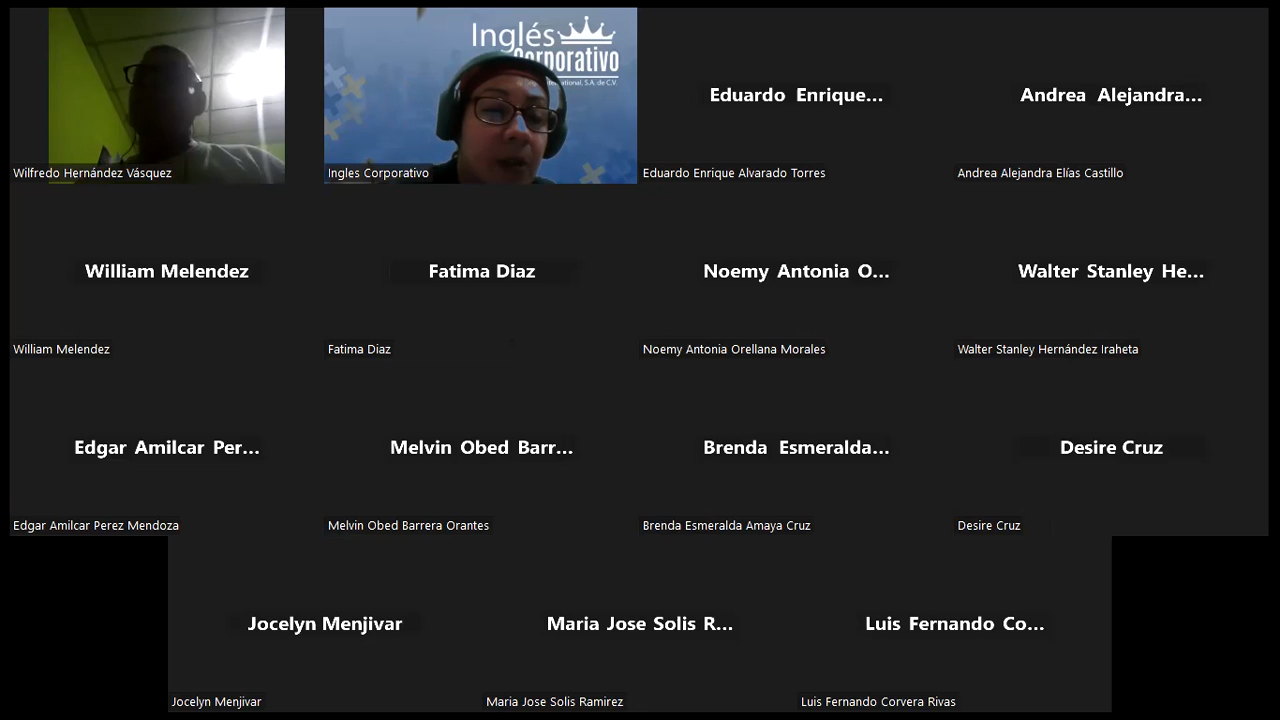 Inglés
Corporativo
S.A. de C.V.
Eduardo Enrique...
Andrea Alejandra...
Wilfredo Hernández Vásquez
Ingles Corporativo
Eduardo Enrique Alvarado Torres
Andrea Alejandra Elías Castillo
William Melendez
Fatima Diaz
Noemy Antonia O...
Walter Stanley He...
William Melendez
Fatima Diaz
Noemy Antonia Orellana Morales
Walter Stanley Hernández Iraheta
Edgar Amilcar Per...
Melvin Obed Barr...
Brenda Esmeralda...
Desire Cruz
Edgar Amilcar Perez Mendoza
Melvin Obed Barrera Orantes
Brenda Esmeralda Amaya Cruz
Desire Cruz
Jocelyn Menjivar
Maria Jose Solis R...
Luis Fernando Co...
Jocelyn Menjivar
Maria Jose Solis Ramirez
Luis Fernando Corvera Rivas